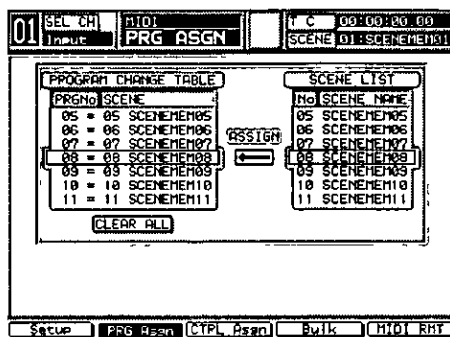 01 SEL CH MIDI T C 00:00:00.00
Input PRG ASGN SCENE 01:SCENEMEM01
PROGRAM CHANGE TABLE SCENE LIST
PRGNo SCENE No SCENE NAME
05 = 05 SCENEMEM05 05 SCENEMEM05
06 = 06 SCENEMEM06 06 SCENEMEM06
07 = 07 SCENEMEM07 ASSIGN 07 SCENEMEM07
08 = 08 SCENEMEM08 08 SCENEMEM08
09 = 09 SCENEMEM09 09 SCENEMEM09
10 = 10 SCENEMEM10 10 SCENEMEM10
11 = 11 SCENEMEM11 11 SCENEMEM11
CLEAR ALL
Setup PRG Asgn CTRL Asgn Bulk MIDI RMT